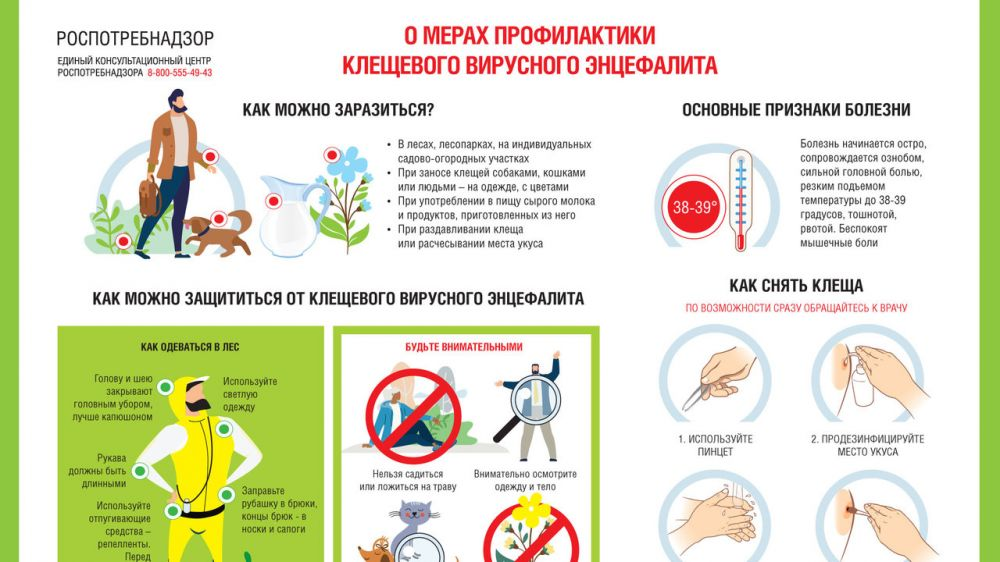 РОСПОТРЕБНАДЗОР
ЕДИНЫЙ КОНСУЛЬТАЦИОННЫЙ ЦЕНТР
РОСПОТРЕБНАДЗОРА 8-800-555-49-43
О МЕРАХ ПРОФИЛАКТИКИ
КЛЕЩЕВОГО ВИРУСНОГО ЭНЦЕФАЛИТА
КАК МОЖНО ЗАРАЗИТЬСЯ?
• В лесах, лесопарках, на индивидуальных
садово-огородных участках
• При заносе клещей собаками, кошками
или людьми – на одежде, с цветами
• При употреблении в пищу сырого молока
и продуктов, приготовленных из него
• При раздавливании клеща
или расчесывании места укуса
ОСНОВНЫЕ ПРИЗНАКИ БОЛЕЗНИ
38-39°
Болезнь начинается остро,
сопровождается ознобом,
сильной головной болью,
резким подъемом
температуры до 38-39
градусов, тошнотой,
рвотой. Беспокоят
мышечные боли
КАК МОЖНО ЗАЩИТИТЬСЯ ОТ КЛЕЩЕВОГО ВИРУСНОГО ЭНЦЕФАЛИТА
КАК ОДЕВАТЬСЯ В ЛЕС
Голову и шею
закрывают
головным убором,
лучше капюшоном
Используйте
светлую
одежду
Рукава
должны быть
длинными
Заправьте
рубашку в брюки,
концы брюк - в
носки и сапоги
Используйте
отпугивающие
средства –
репелленты.
Перед
БУДЬТЕ ВНИМАТЕЛЬНЫМИ
Нельзя садиться
или ложиться на траву
Внимательно осмотрите
одежду и тело
КАК СНЯТЬ КЛЕЩА
ПО ВОЗМОЖНОСТИ СРАЗУ ОБРАЩАЙТЕСЬ К ВРАЧУ
1. ИСПОЛЬЗУЙТЕ
ПИНЦЕТ
2. ПРОДЕЗИНФИЦИРУЙТЕ
МЕСТО УКУСА